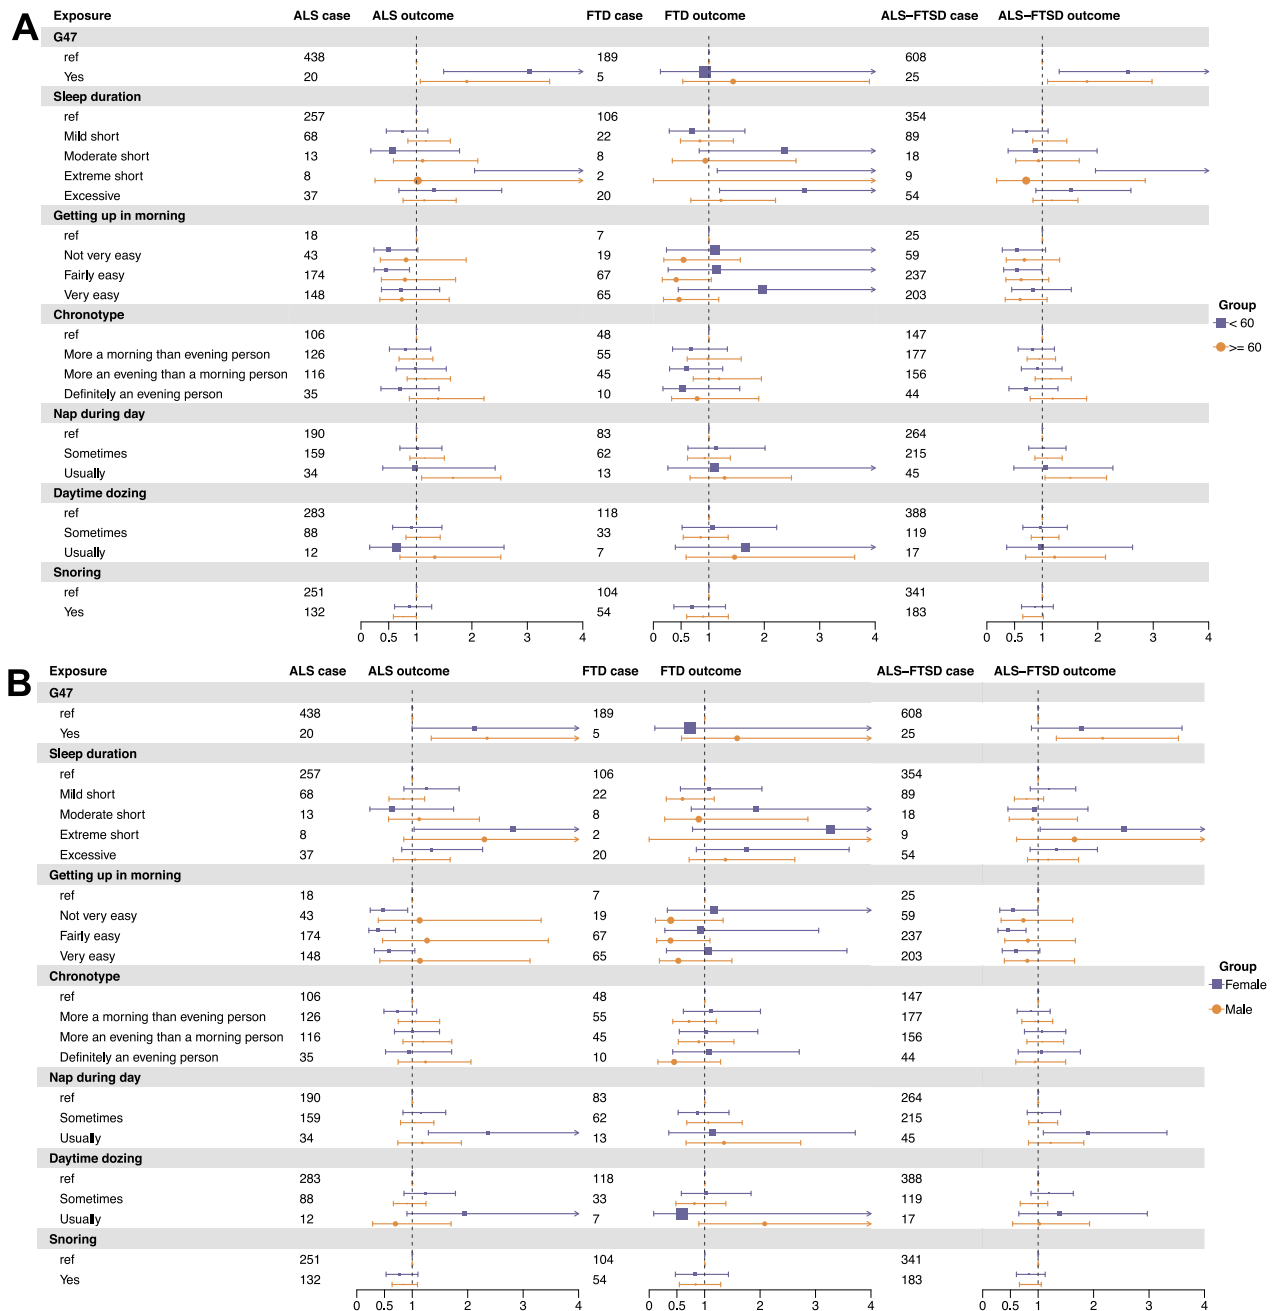 A
Exposure ALS case ALS outcome FTD case FTD outcome ALS−FTSD case ALS−FTSD outcome
G47
ref 438 189 608
Yes 20 5 25
Sleep duration
ref 257 106 354
Mild short 68 22 89
Moderate short 13 8 18
Extreme short 8 2 9
Excessive 37 20 54
Getting up in morning
ref 18 7 25
Not very easy 43 19 59
Fairly easy 174 67 237
Very easy 148 65 203
Chronotype
ref 106 48 147
More a morning than evening person 126 55 177
More an evening than a morning person 116 45 156
Definitely an evening person 35 10 44
Nap during day
ref 190 83 264
Sometimes 159 62 215
Usually 34 13 45
Daytime dozing
ref 283 118 388
Sometimes 88 33 119
Usually 12 7 17
Snoring
ref 251 104 341
Yes 132 54 183
0 0.5 1 2 3 4 0 0.5 1 2 3 4 0 0.5 1 2 3 4
Group
< 60
>= 60
B
Exposure ALS case ALS outcome FTD case FTD outcome ALS−FTSD case ALS−FTSD outcome
G47
ref 438 189 608
Yes 20 5 25
Sleep duration
ref 257 106 354
Mild short 68 22 89
Moderate short 13 8 18
Extreme short 8 2 9
Excessive 37 20 54
Getting up in morning
ref 18 7 25
Not very easy 43 19 59
Fairly easy 174 67 237
Very easy 148 65 203
Chronotype
ref 106 48 147
More a morning than evening person 126 55 177
More an evening than a morning person 116 45 156
Definitely an evening person 35 10 44
Nap during day
ref 190 83 264
Sometimes 159 62 215
Usually 34 13 45
Daytime dozing
ref 283 118 388
Sometimes 88 33 119
Usually 12 7 17
Snoring
ref 251 104 341
Yes 132 54 183
0 0.5 1 2 3 4 0 0.5 1 2 3 4 0 0.5 1 2 3 4
Group
Female
Male